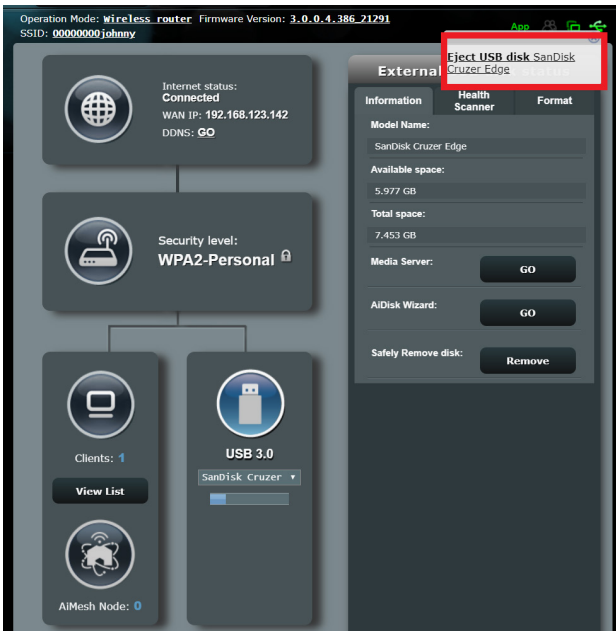 Operation Mode: Wireless router Firmware Version: 3.0.0.4.386_21291
SSID: 00000000johnny
App
Eject USB disk SanDisk
Cruzer Edge
Internet status:
Connected
WAN IP: 192.168.123.142
DDNS: GO
Security level:
WPA2-Personal
Clients: 1
View List
AiMesh Node: 0
USB 3.0
SanDisk Cruzer
External
Information
Health
Scanner
Format
Model Name:
SanDisk Cruzer Edge
Available space:
5.977 GB
Total space:
7.453 GB
Media Server:
GO
AiDisk Wizard:
GO
Safely Remove disk:
Remove